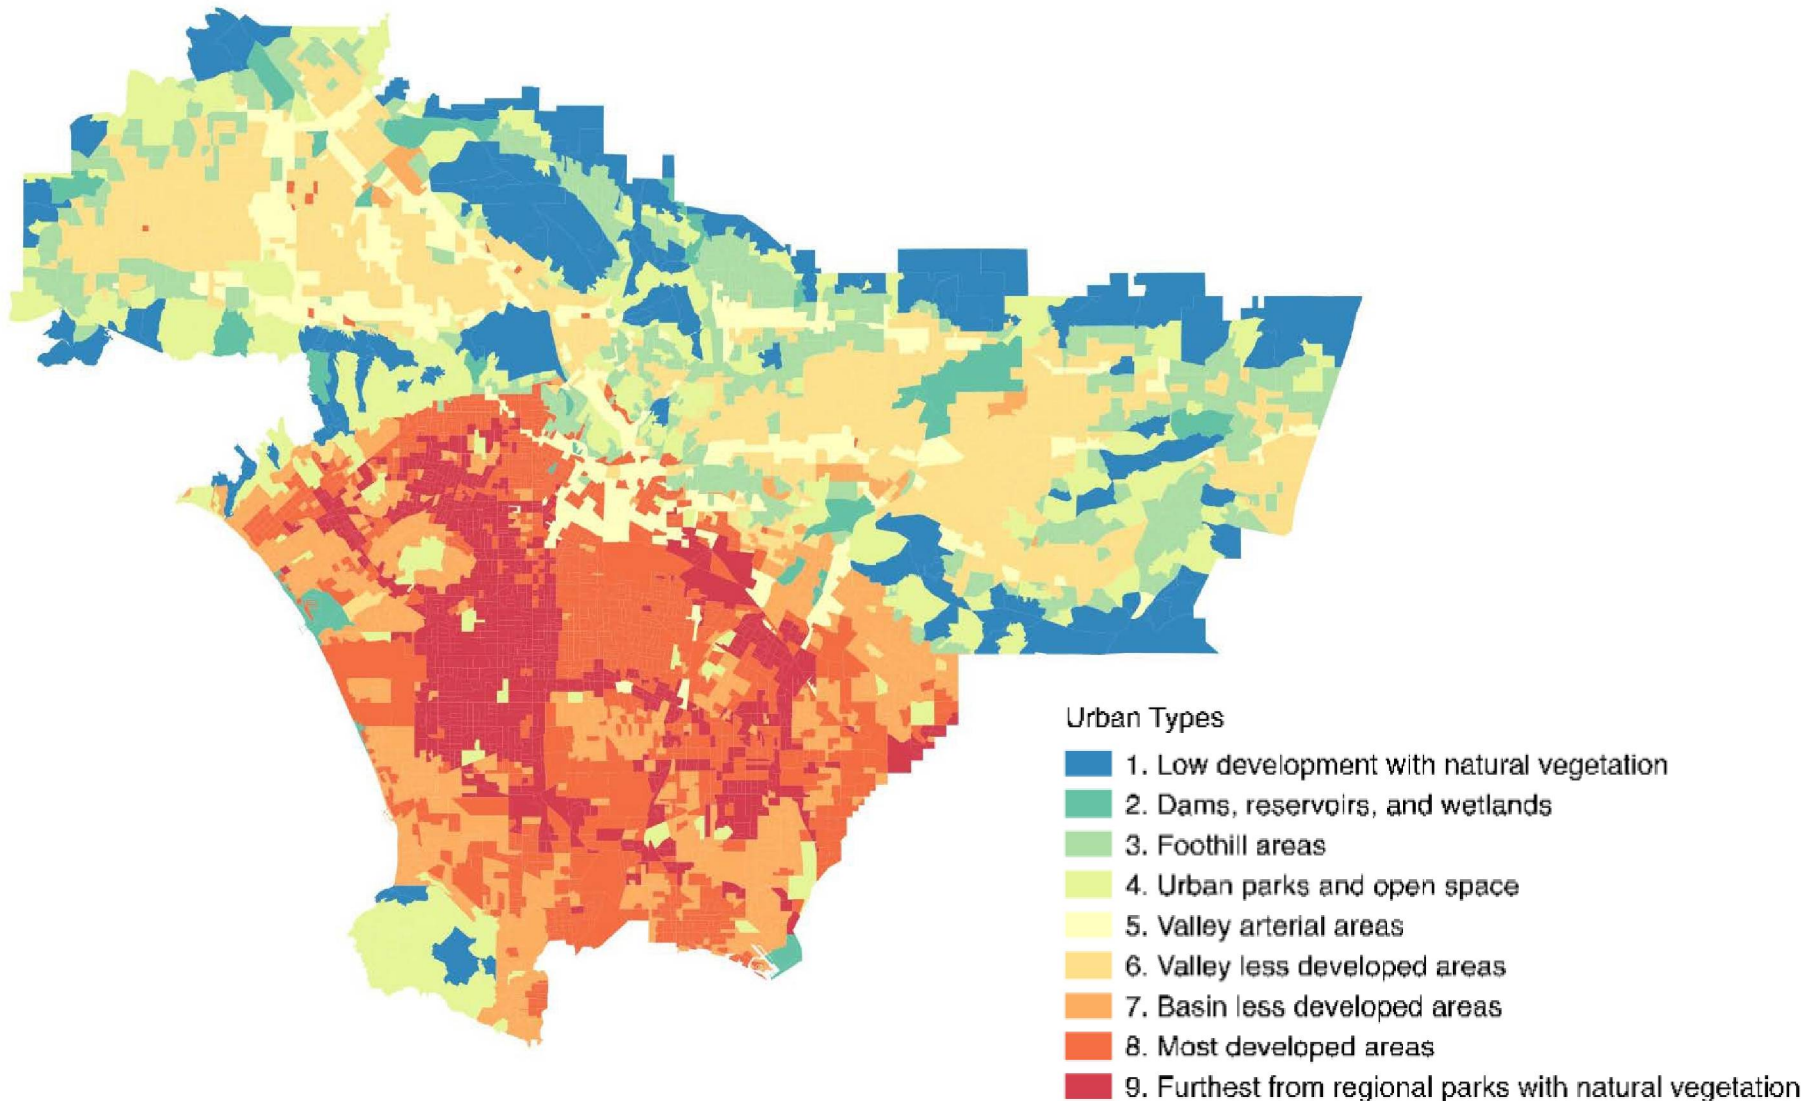 Urban Types
1. Low development with natural vegetation
2. Dams, reservoirs, and wetlands
3. Foothill areas
4. Urban parks and open space
5. Valley arterial areas
6. Valley less developed areas
7. Basin less developed areas
8. Most developed areas
9. Furthest from regional parks with natural vegetation